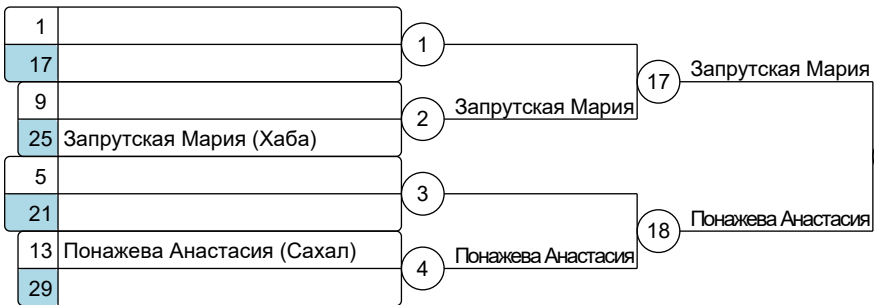 1
1
17
17 Запрутская Мария
9
2 Запрутская Мария
25 Запрутская Мария (Хаба)
5
3
21
18 Понажева Анастасия
13 Понажева Анастасия (Сахал)
4 Понажева Анастасия
29